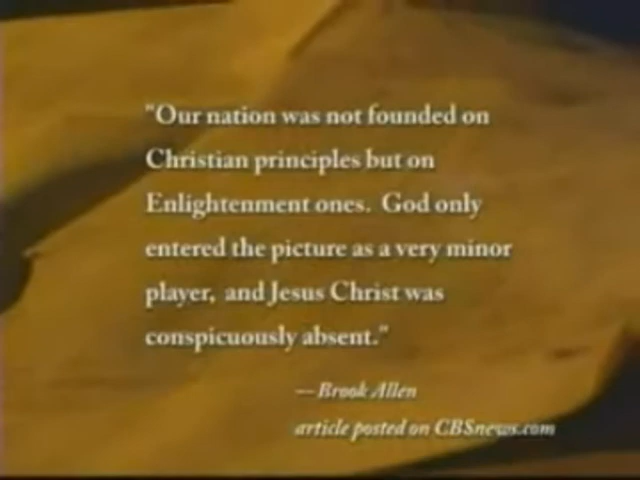 "Our nation was not founded on
Christian principles but on
Enlightenment ones. God only
entered the picture as a very minor
player, and Jesus Christ was
conspicuously absent."
— Brook Allen
article posted on CBSnews.com